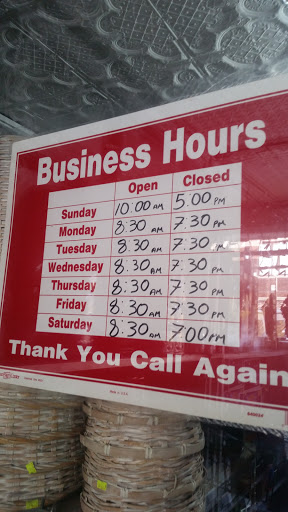 Business Hours
Open Closed
Sunday 10:00 AM 5:00 PM
Monday 8:30 AM 7:30 PM
Tuesday 8:30 AM 7:30 PM
Wednesday 8:30 AM 7:30 PM
Thursday 8:30 AM 7:30 PM
Friday 8:30 AM 7:30 PM
Saturday 8:30 AM 7:00 PM
Thank You Call Again